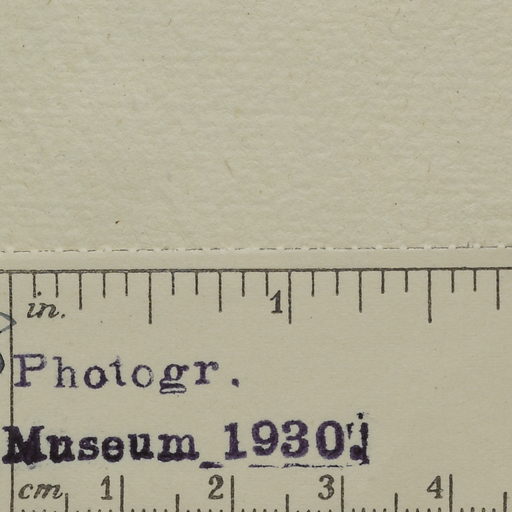 in. 1
Photogr.
Museum 1930
cm 1 2 3 4